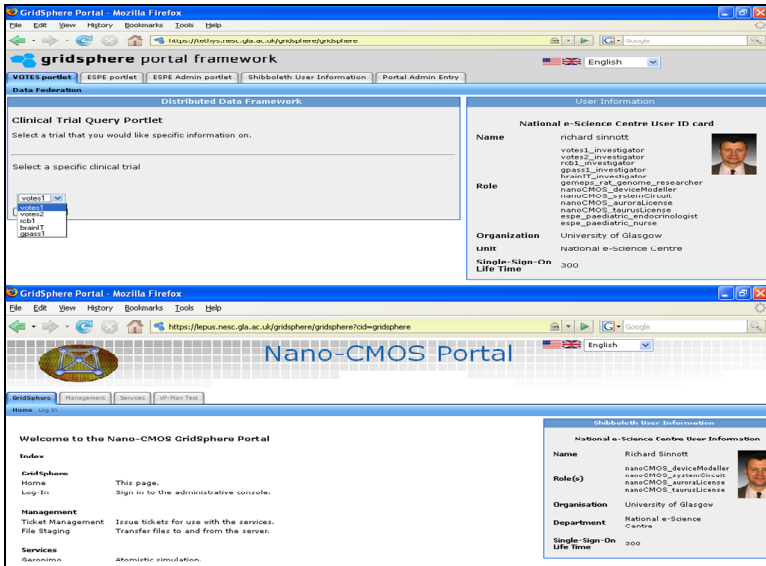 GridSphere Portal - Mozilla Firefox
File Edit View History Bookmarks Tools Help
https://tethys.nesc.gla.ac.uk/gridsphere/gridsphere
G Google
gridsphere portal framework
English
VOTES portlet ESPE portlet ESPE Admin portlet Shibboleth User Information Portal Admin Entry
Data Federation
Distributed Data Framework
Clinical Trial Query Portlet
Select a trial that you would like specific information on.
Select a specific clinical trial
votes1
votes1
votes2
rcb1
brainIT
gpass1
User Information
National e-Science Centre User ID card
Name richard sinnott
Role
votes1_investigator
votes2_investigator
rcb1_investigator
gpass1_investigator
brainIT_investigator
gemeps_rat_genome_researcher
nanoCMOS_deviceModeller
nanoCMOS_systemCircuit
nanoCMOS_auroraLicense
nanoCMOS_taurusLicense
espe_paediatric_endocrinologist
espe_paediatric_nurse
Organization University of Glasgow
Unit National e-Science Centre
Single-Sign-On
Life Time 300
GridSphere Portal - Mozilla Firefox
File Edit View History Bookmarks Tools Help
https://lepus.nesc.gla.ac.uk/gridsphere/gridsphere?cid=gridsphere
G Google
Nano-CMOS Portal
English
GridSphere Management Services VP-Man Test
Home Log In
Welcome to the Nano-CMOS GridSphere Portal
Index
GridSphere
Home This page.
Log-In Sign in to the administrative console.
Management
Ticket Management Issue tickets for use with the services.
File Staging Transfer files to and from the server.
Services
Geronimo Atomistic simulation.
Shibboleth User Information
National e-Science Centre User Information
Name Richard Sinnott
Role(s)
nanoCMOS_deviceModeller
nanoCMOS_systemCircuit
nanoCMOS_auroraLicense
nanoCMOS_taurusLicense
Organisation University of Glasgow
Department National e-Science
Centre
Single-Sign-On
Life Time 300